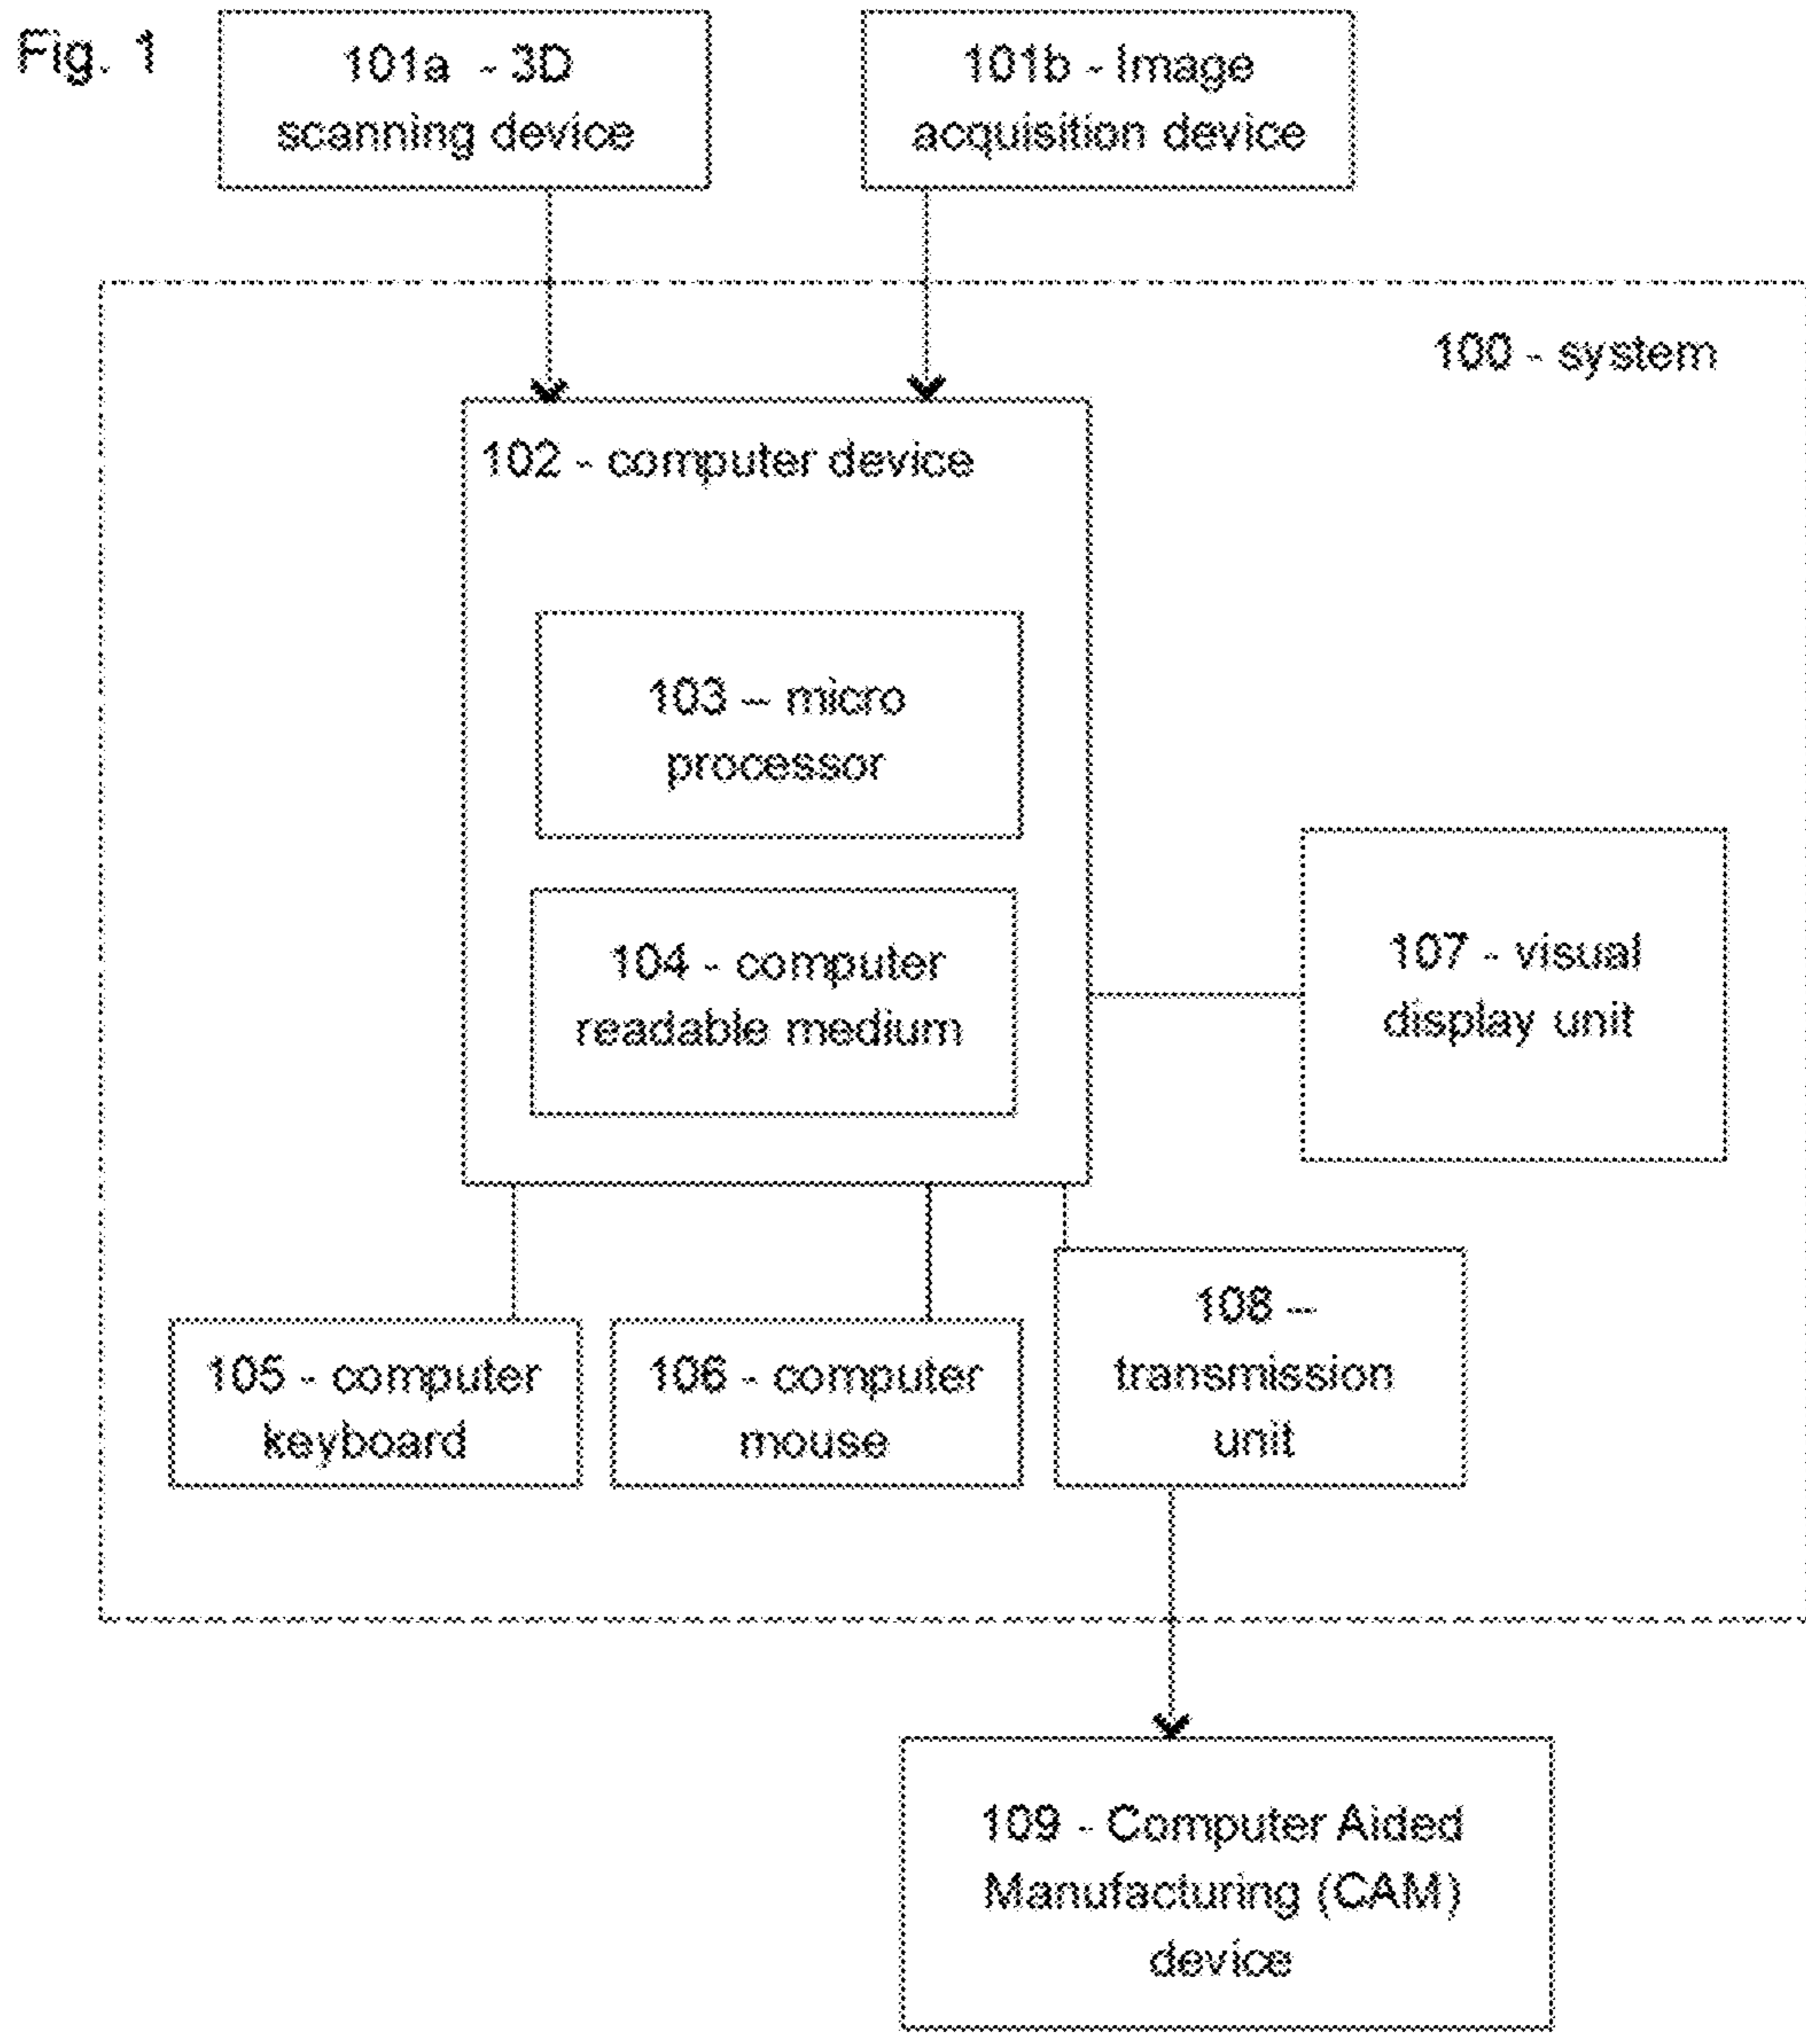 Fig. 1
101a - 3D
scanning device
101b - Image
acquisition device
100 - system
102 - computer device
103 – micro
processor
104 - computer
readable medium
107 - visual
display unit
105 - computer
keyboard
106 - computer
mouse
108 –
transmission
unit
109 - Computer Aided
Manufacturing (CAM)
device